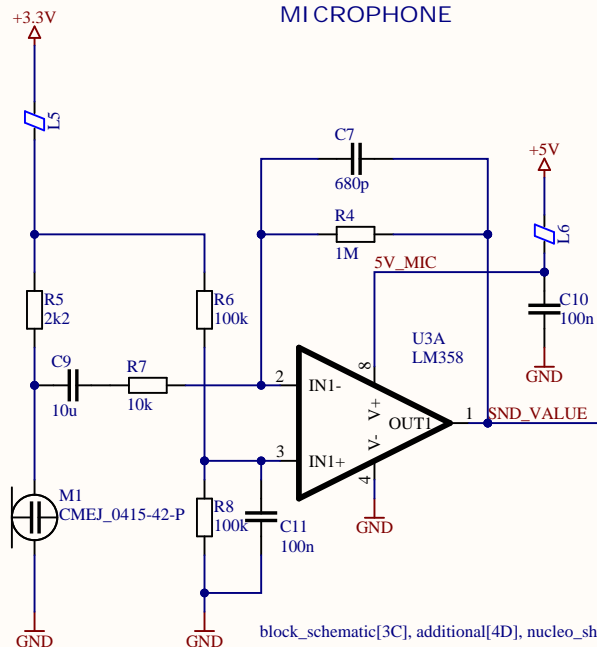 MICROPHONE
+3.3V
L5
C7
680p
+5V
R4
1M
L6
5V_MIC
R5
2k2
R6
100k
C10
100n
U3A
LM358
8
GND
C9
10u
R7
10k
2
IN1-
V+
OUT1
1
SND_VALUE
V-
3
IN1+
4
M1
CMEJ_0415-42-P
R8
100k
C11
100n
GND
GND
GND
block_schematic[3C], additional[4D], nucleo_sh